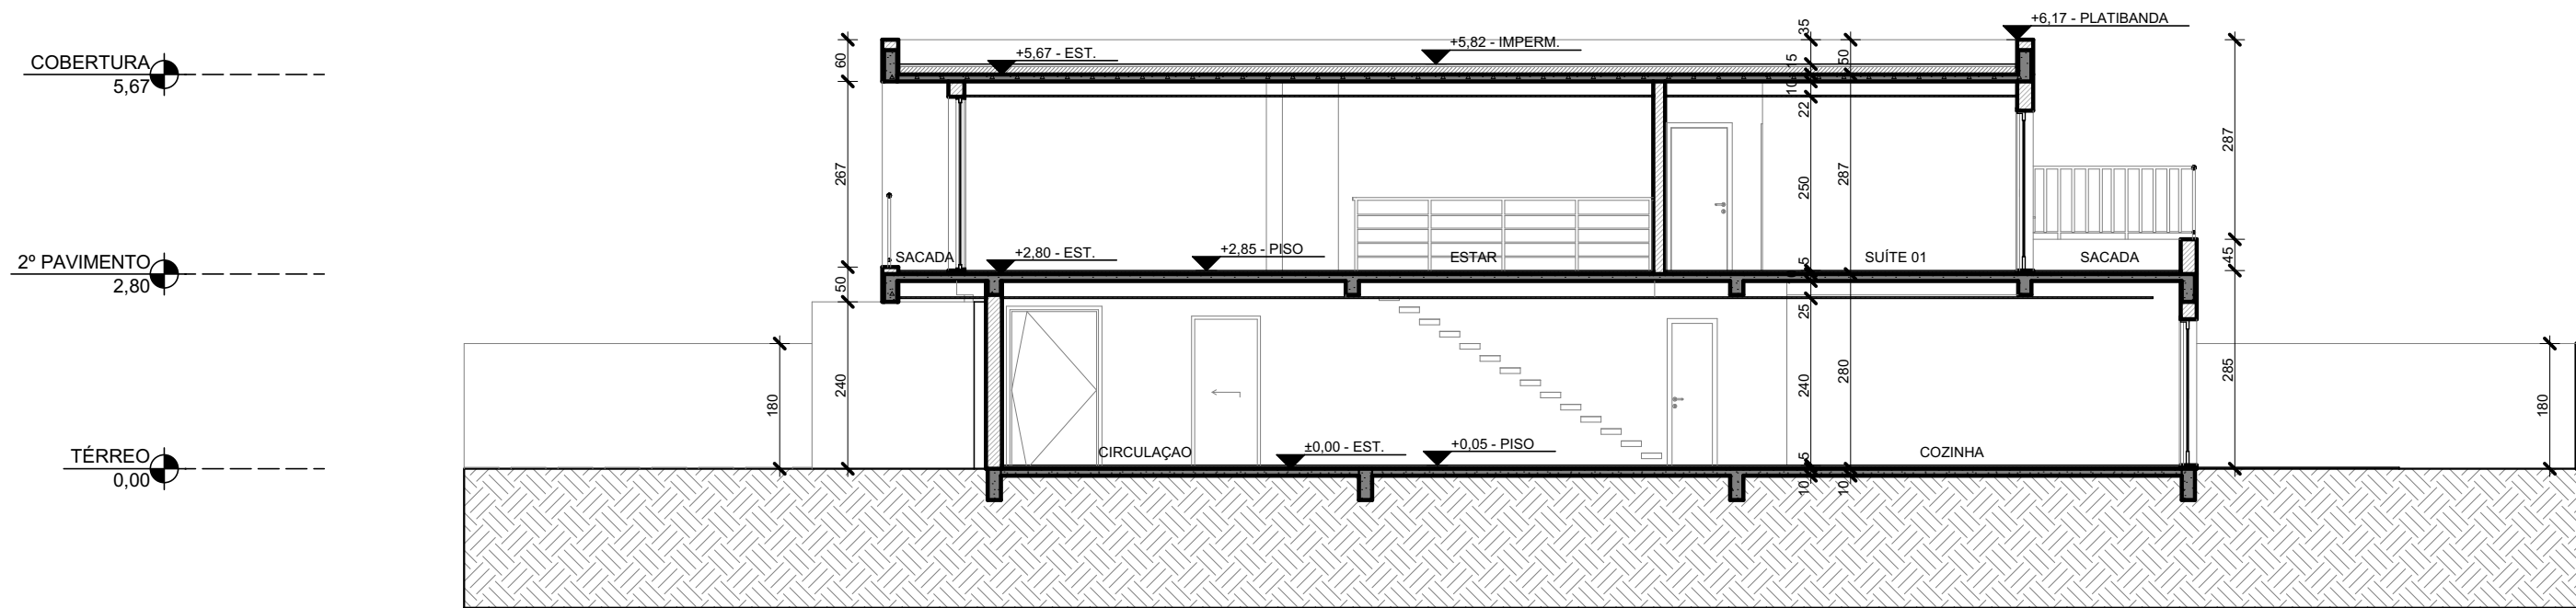 COBERTURA
5,67
2º PAVIMENTO
2,80
TÉRREO
0,00
+5,67 - EST.
+5,82 - IMPERM.
+6,17 - PLATIBANDA
60
267
50
240
180
35
15
10
22
250
5
25
240
5
10
50
287
280
10
287
45
285
180
SACADA
+2,80 - EST.
+2,85 - PISO
ESTAR
SUÍTE 01
SACADA
CIRCULAÇAO
±0,00 - EST.
+0,05 - PISO
COZINHA